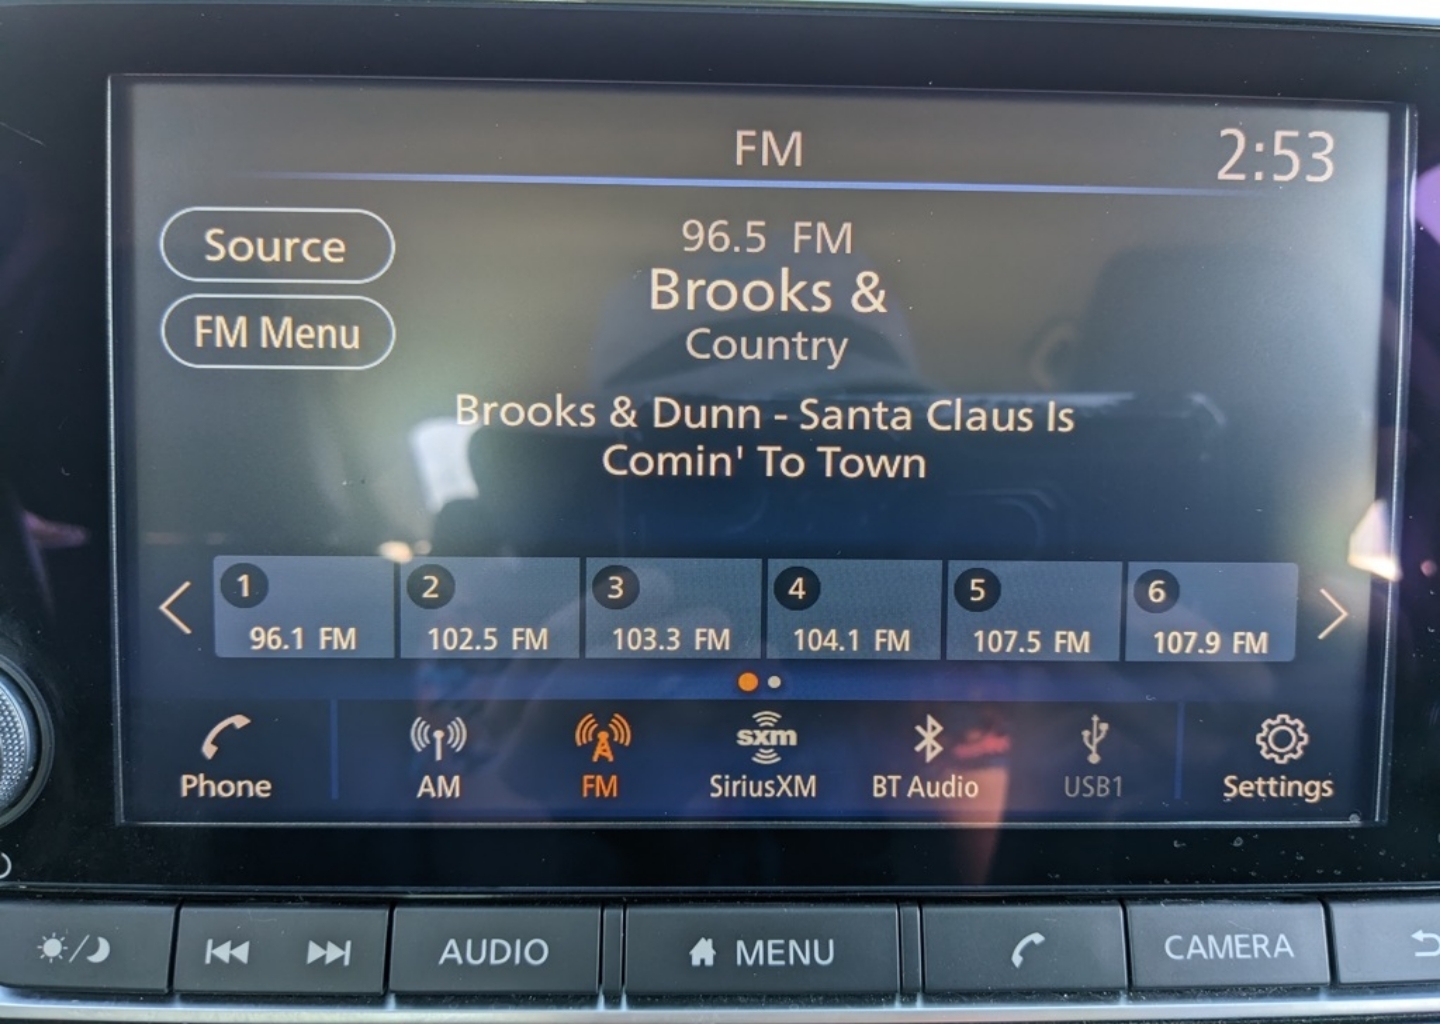 FM
2:53
Source
96.5 FM
Brooks &
FM Menu
Country
Brooks & Dunn - Santa Claus Is
Comin' To Town
1
2
3
4
5
6
96.1 FM
102.5 FM
103.3 FM
104.1 FM
107.5 FM
107.9 FM
sxm
Phone
AM
FM
SiriusXM
BT Audio
USB1
Settings
AUDIO
MENU
CAMERA